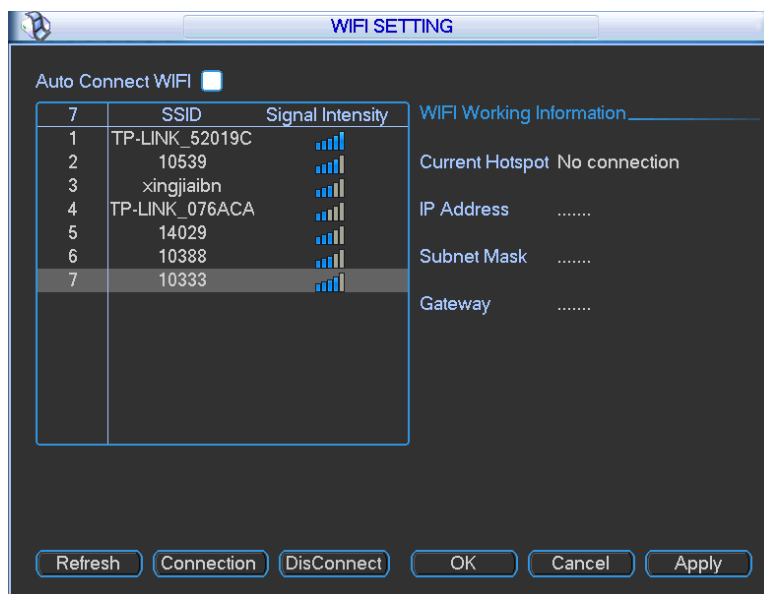 WIFI SETTING
Auto Connect WIFI
7 SSID Signal Intensity
1 TP-LINK_52019C
2 10539
3 xingjiaibn
4 TP-LINK_076ACA
5 14029
6 10388
7 10333
WIFI Working Information
Current Hotspot No connection
IP Address .......
Subnet Mask .......
Gateway .......
Refresh Connection DisConnect OK Cancel Apply